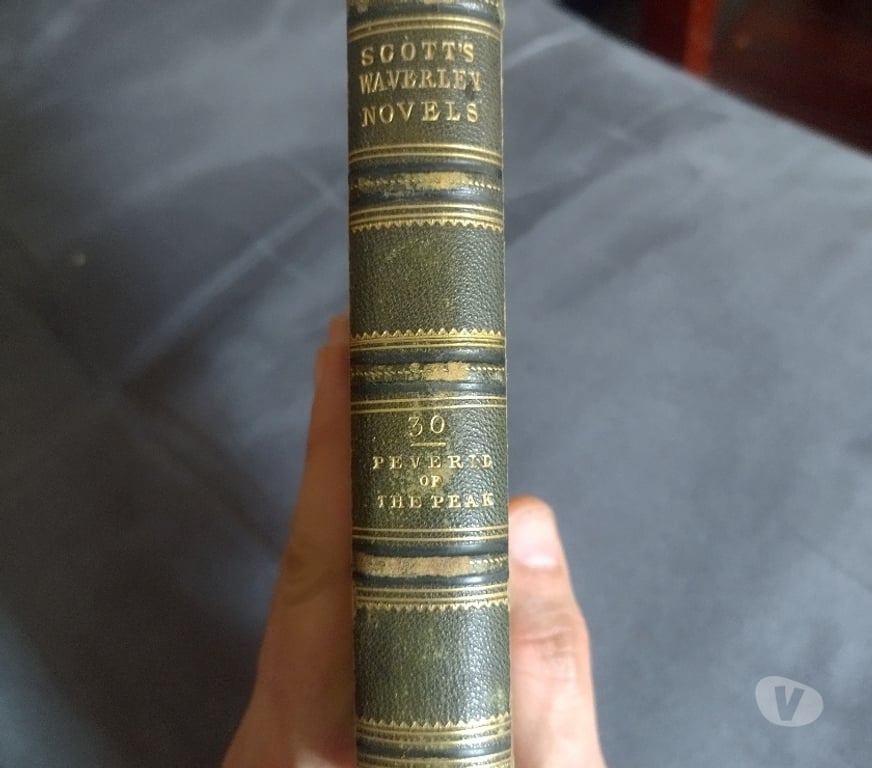 SCOTT'S
WAVERLEY
NOVELS
30
PEVERIL
OF
THE PEAK
V